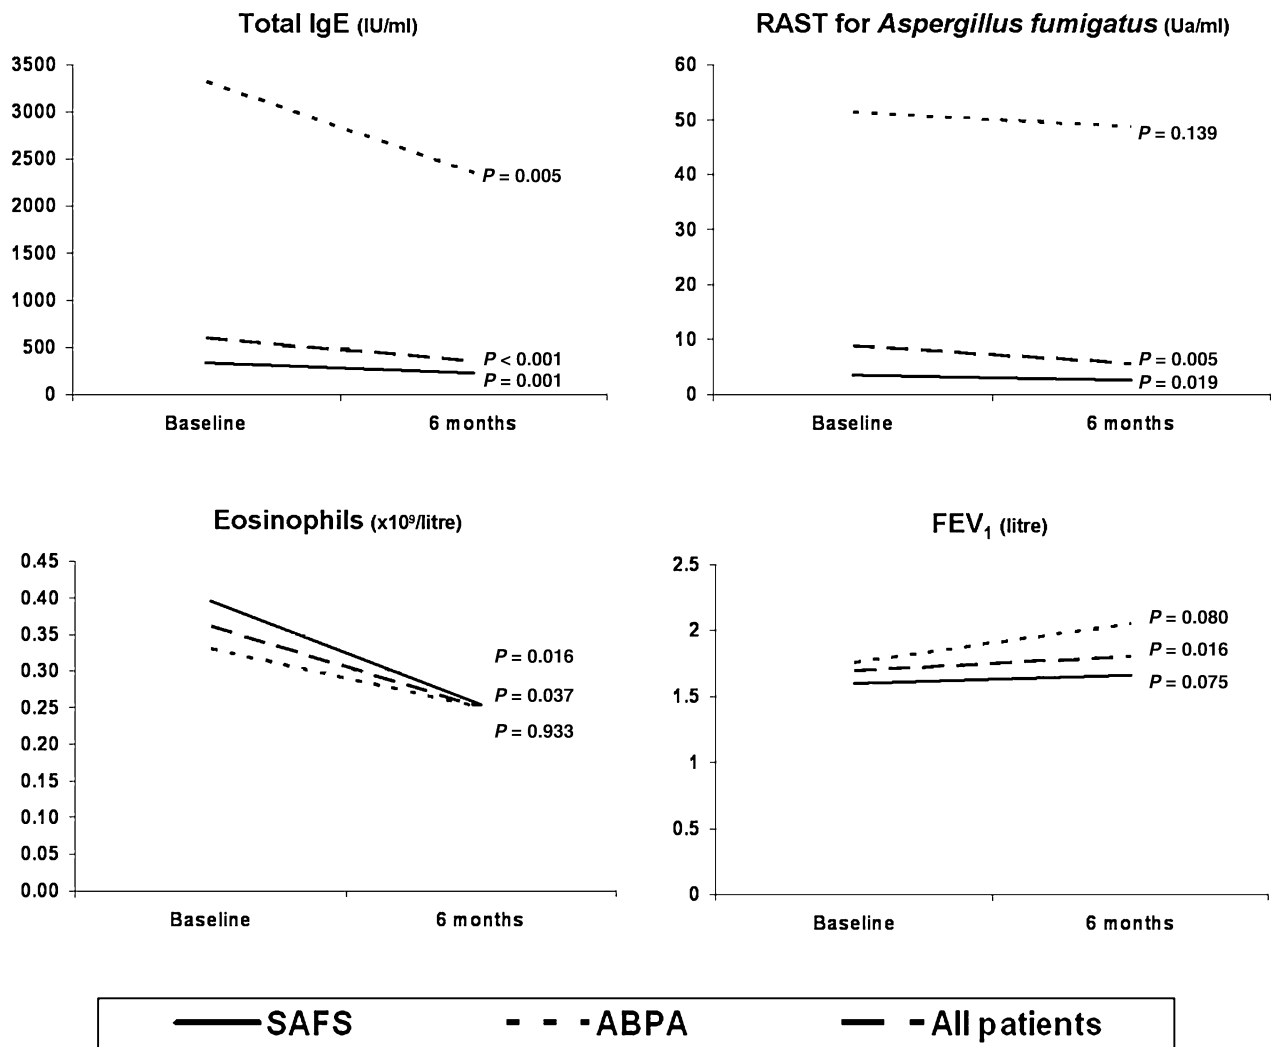 Total IgE (IU/ml)
3500
3000
2500
2000
1500
1000
500
0
P = 0.005
P < 0.001
P = 0.001
Baseline
6 months
RAST for Aspergillus fumigatus (Ua/ml)
60
50
40
30
20
10
0
P = 0.139
P = 0.005
P = 0.019
Baseline
6 months
Eosinophils (x10⁹/litre)
0.45
0.40
0.35
0.30
0.25
0.20
0.15
0.10
0.05
0.00
P = 0.016
P = 0.037
P = 0.933
Baseline
6 months
FEV₁ (litre)
2.5
2
1.5
1
0.5
0
P = 0.080
P = 0.016
P = 0.075
Baseline
6 months
SAFS
ABPA
All patients